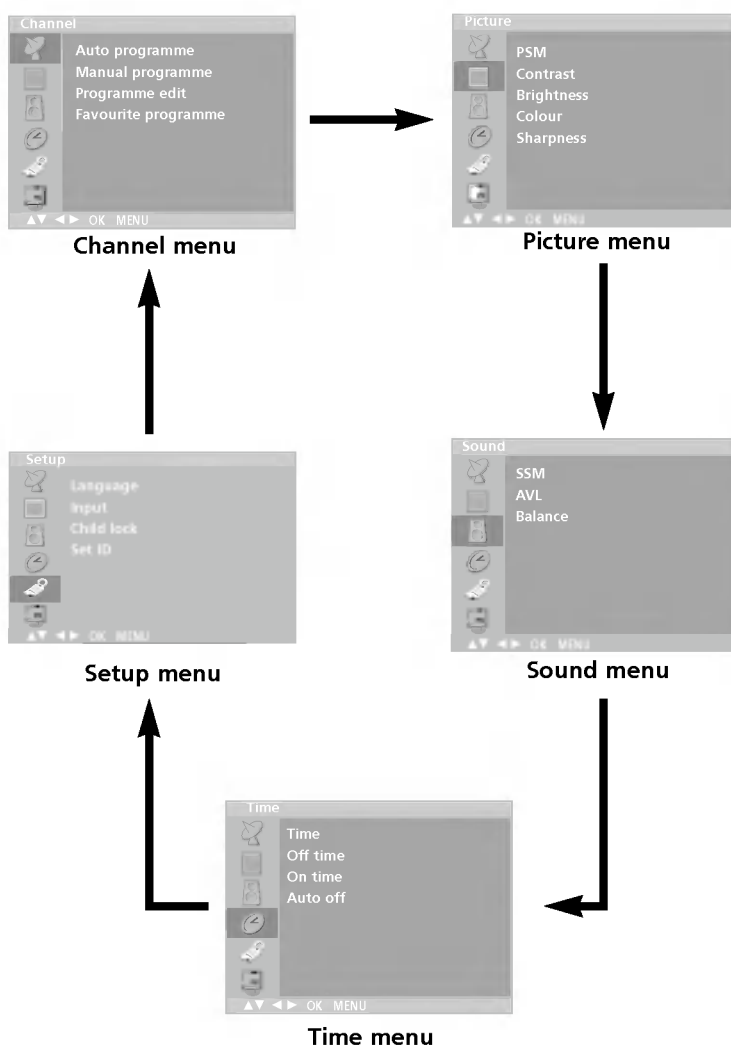 Channel
Auto programme
Manual programme
Programme edit
Favourite programme
▲▼ ◄► OK MENU
Channel menu
Picture
PSM
Contrast
Brightness
Colour
Sharpness
▲▼ ◄► OK MENU
Picture menu
Setup
Language
Input
Child lock
Set ID
▲▼ ◄► OK MENU
Setup menu
Sound
SSM
AVL
Balance
▲▼ ◄► OK MENU
Sound menu
Time
Time
Off time
On time
Auto off
▲▼ ◄► OK MENU
Time menu